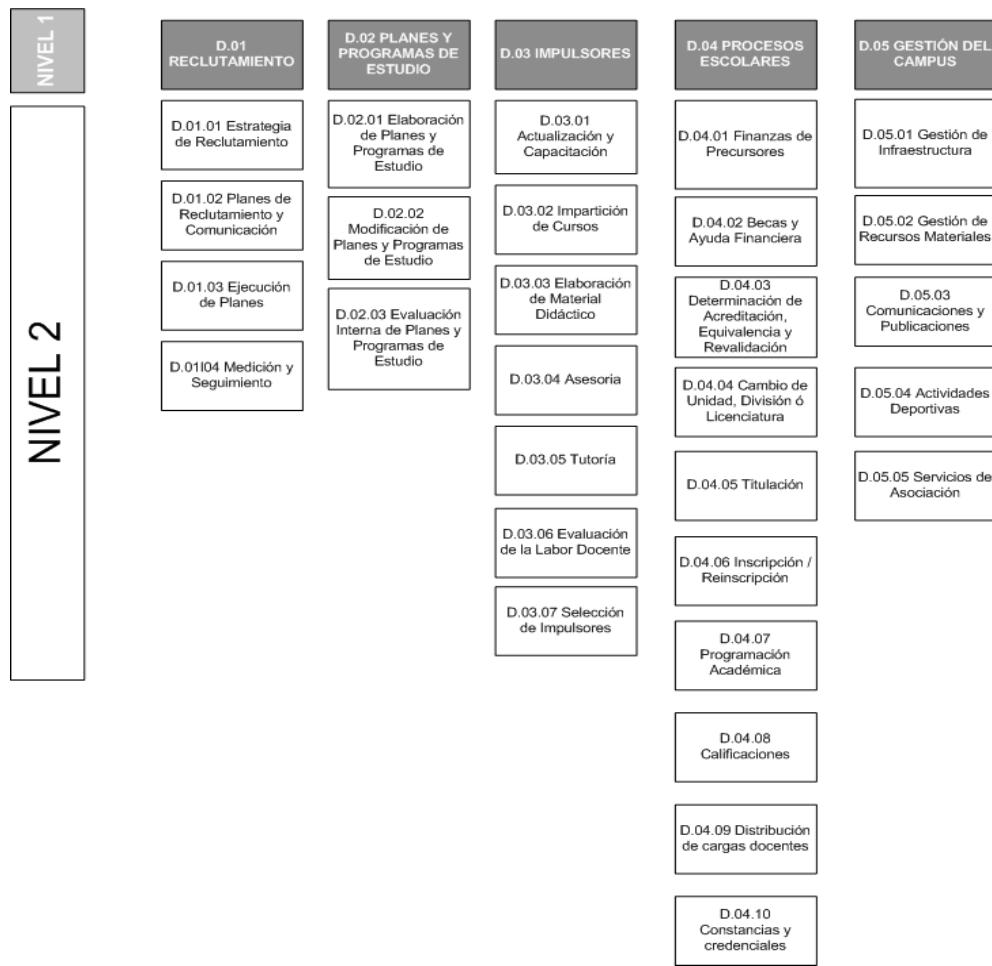 NIVEL 1
NIVEL 2
D.01
RECLUTAMIENTO
D.01.01 Estrategia
de Reclutamiento
D.01.02 Planes de
Reclutamiento y
Comunicación
D.01.03 Ejecución
de Planes
D.01I04 Medición y
Seguimiento
D.02 PLANES Y
PROGRAMAS DE
ESTUDIO
D.02.01 Elaboración
de Planes y
Programas de
Estudio
D.02.02
Modificación de
Planes y Programas
de Estudio
D.02.03 Evaluación
Interna de Planes y
Programas de
Estudio
D.03 IMPULSORES
D.03.01
Actualización y
Capacitación
D.03.02 Impartición
de Cursos
D.03.03 Elaboración
de Material
Didáctico
D.03.04 Asesoria
D.03.05 Tutoría
D.03.06 Evaluación
de la Labor Docente
D.03.07 Selección
de Impulsores
D.04 PROCESOS
ESCOLARES
D.04.01 Finanzas de
Precursores
D.04.02 Becas y
Ayuda Financiera
D.04.03
Determinación de
Acreditación,
Equivalencia y
Revalidación
D.04.04 Cambio de
Unidad, División ó
Licenciatura
D.04.05 Titulación
D.04.06 Inscripción /
Reinscripción
D.04.07
Programación
Académica
D.04.08
Calificaciones
D.04.09 Distribución
de cargas docentes
D.04.10
Constancias y
credenciales
D.05 GESTIÓN DEL
CAMPUS
D.05.01 Gestión de
Infraestructura
D.05.02 Gestión de
Recursos Materiales
D.05.03
Comunicaciones y
Publicaciones
D.05.04 Actividades
Deportivas
D.05.05 Servicios de
Asociación